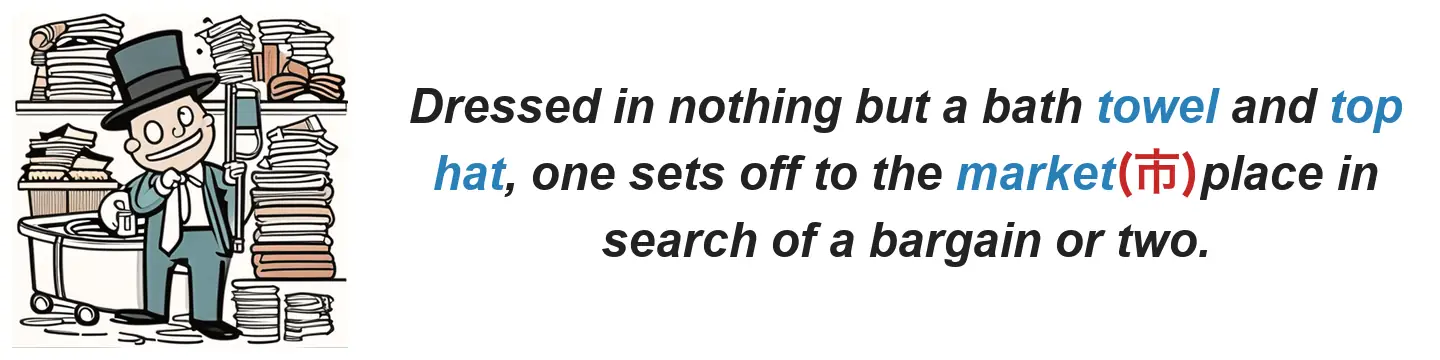 Dressed in nothing but a bath towel and top
hat, one sets off to the market(市)place in
search of a bargain or two.